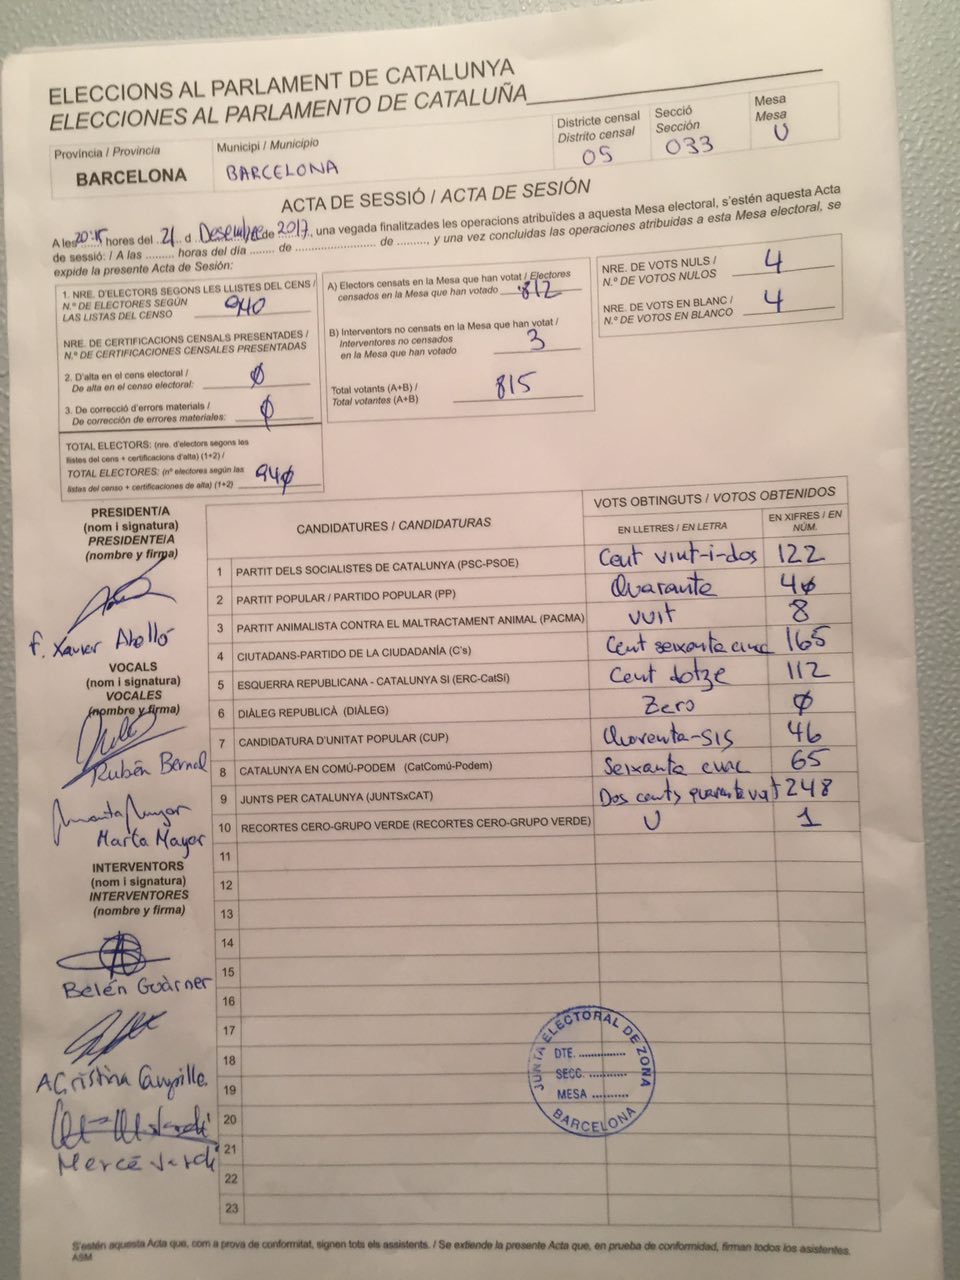 ELECCIONS AL PARLAMENT DE CATALUNYA
ELECCIONES AL PARLAMENTO DE CATALUÑA
Província / Provincia
BARCELONA
Municipi / Municipio
BARCELONA
Districte censal
Distrito censal
05
Secció
Sección
033
Mesa
Mesa
U
ACTA DE SESSIÓ / ACTA DE SESIÓN
A les 20:15 hores del 21 d Desembre de 2017, una vegada finalitzades les operacions atribuïdes a aquesta Mesa electoral, s'estén aquesta Acta
de sessió: / A las ......... horas del día ........ de ........................ de ........., y una vez concluidas las operaciones atribuidas a esta Mesa electoral, se
expide la presente Acta de Sesión:
1. NRE. D'ELECTORS SEGONS LES LLISTES DEL CENS /
N.º DE ELECTORES SEGÚN
LAS LISTAS DEL CENSO 940
NRE. DE CERTIFICACIONS CENSALS PRESENTADES /
N.º DE CERTIFICACIONES CENSALES PRESENTADAS
2. D'alta en el cens electoral /
De alta en el censo electoral: 0
3. De correcció d'errors materials /
De corrección de errores materiales: 0
TOTAL ELECTORS: (nre. d'electors segons les
llistes del cens + certificacions d'alta) (1+2) /
TOTAL ELECTORES: (nº electores según las
listas del censo + certificaciones de alta) (1+2) 940
A) Electors censats en la Mesa que han votat / Electores
censados en la Mesa que han votado 812
B) Interventors no censats en la Mesa que han votat /
Interventores no censados
en la Mesa que han votado 3
Total votants (A+B) /
Total votantes (A+B) 815
NRE. DE VOTS NULS /
N.º DE VOTOS NULOS 4
NRE. DE VOTS EN BLANC /
N.º DE VOTOS EN BLANCO 4
PRESIDENT/A
(nom i signatura)
PRESIDENTE/A
(nombre y firma)
F. Xavier Abelló
VOCALS
(nom i signatura)
VOCALES
(nombre y firma)
Rubén Bernal
Marta Mayor
INTERVENTORS
(nom i signatura)
INTERVENTORES
(nombre y firma)
Belén Guàrner
A Cristina
Mercè Jardí
CANDIDATURES / CANDIDATURAS
VOTS OBTINGUTS / VOTOS OBTENIDOS
EN LLETRES / EN LETRA
EN XIFRES / EN NÚM.
1 PARTIT DELS SOCIALISTES DE CATALUNYA (PSC-PSOE) Cent vint-i-dos 122
2 PARTIT POPULAR / PARTIDO POPULAR (PP) Quaranta 40
3 PARTIT ANIMALISTA CONTRA EL MALTRACTAMENT ANIMAL (PACMA) vuit 8
4 CIUTADANS-PARTIDO DE LA CIUDADANÍA (C's) Cent seixanta cinc 165
5 ESQUERRA REPUBLICANA - CATALUNYA SI (ERC-CatSí) Cent dotze 112
6 DIÀLEG REPUBLICÀ (DIÀLEG) Zero 0
7 CANDIDATURA D'UNITAT POPULAR (CUP) Choranta-sis 46
8 CATALUNYA EN COMÚ-PODEM (CatComú-Podem) Seixanta cinc 65
9 JUNTS PER CATALUNYA (JUNTSxCAT) Dos cents quaranta vuit 248
10 RECORTES CERO-GRUPO VERDE (RECORTES CERO-GRUPO VERDE) U 1
11
12
13
14
15
16
17
18
19
20
21
22
23
JUNTA ELECTORAL DE ZONA
DTE. ..............
SECC. ...........
MESA ..........
BARCELONA
S'estén aquesta Acta que, com a prova de conformitat, signen tots els assistents. / Se extiende la presente Acta que, en prueba de conformidad, firman todos los asistentes.
ASM